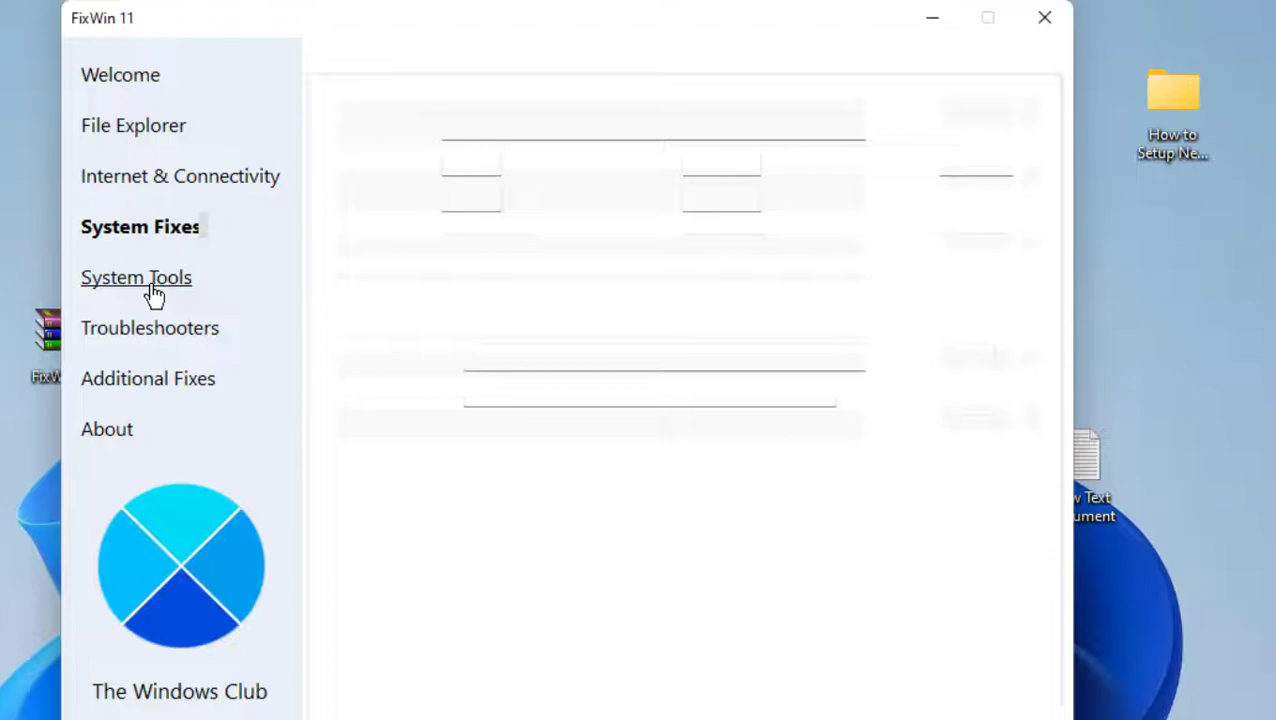 FixWin 11
Welcome
File Explorer
Internet & Connectivity
System Fixes
System Tools
Troubleshooters
Additional Fixes
About
The Windows Club
How to
Setup Ne...